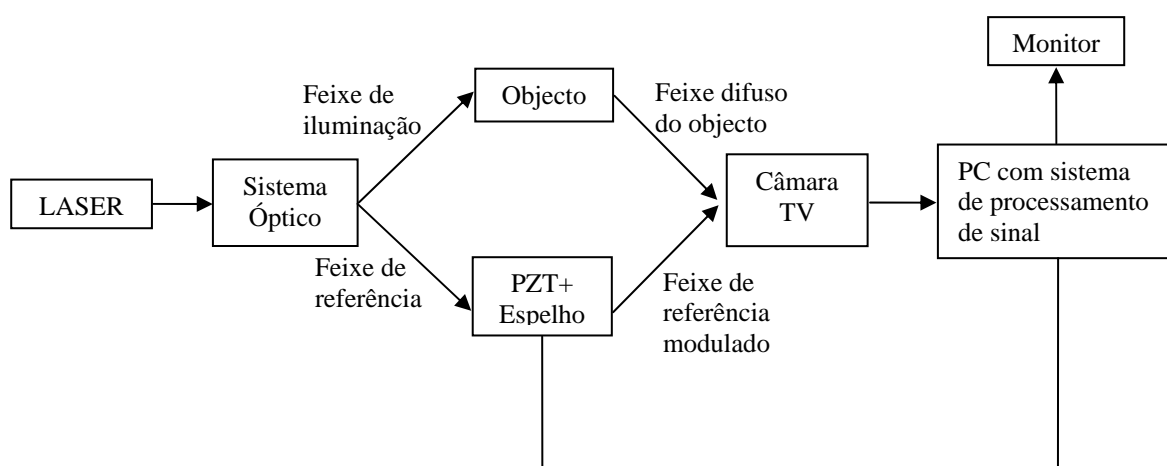 LASER
Sistema
Óptico
Feixe de
iluminação
Feixe de
referência
Objecto
PZT+
Espelho
Feixe difuso
do objecto
Feixe de
referência
modulado
Câmara
TV
PC com sistema
de processamento
de sinal
Monitor